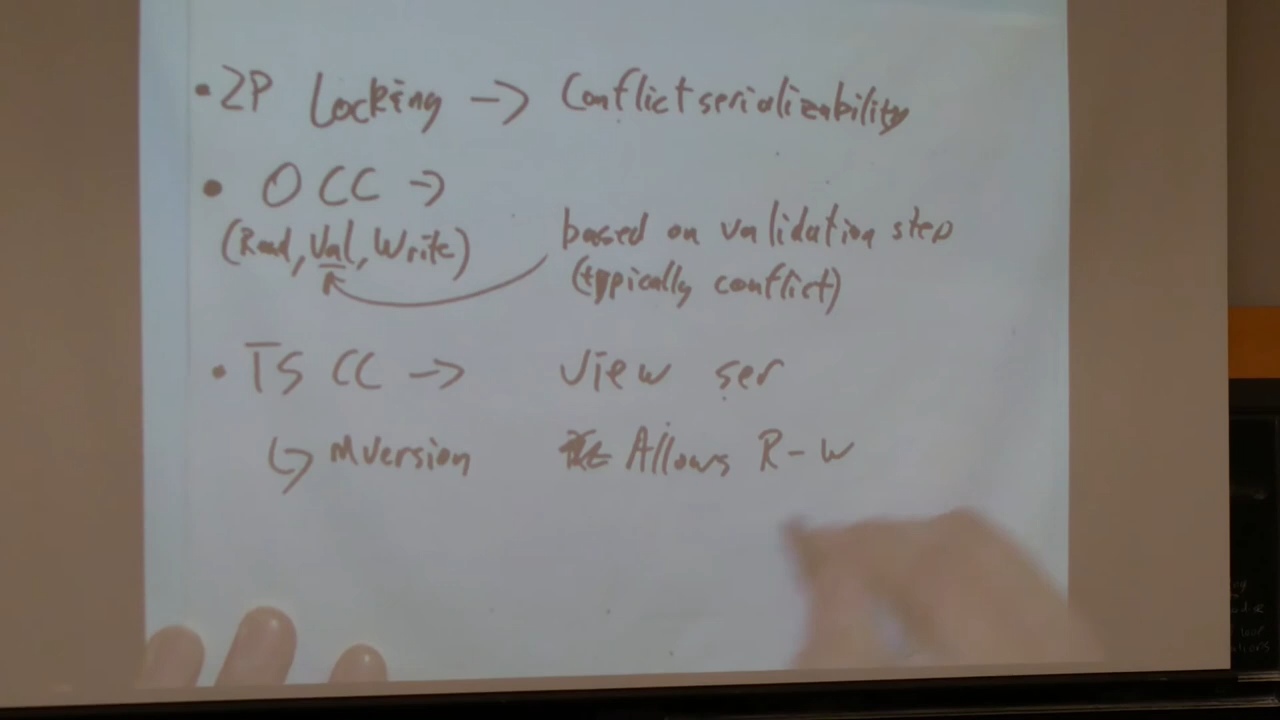 • 2P Locking → Conflict serializability
• OCC →
(Read, Val, Write) based on validation step
(typically conflict)
• TS CC → view ser
↳ MVersion Allows R-W